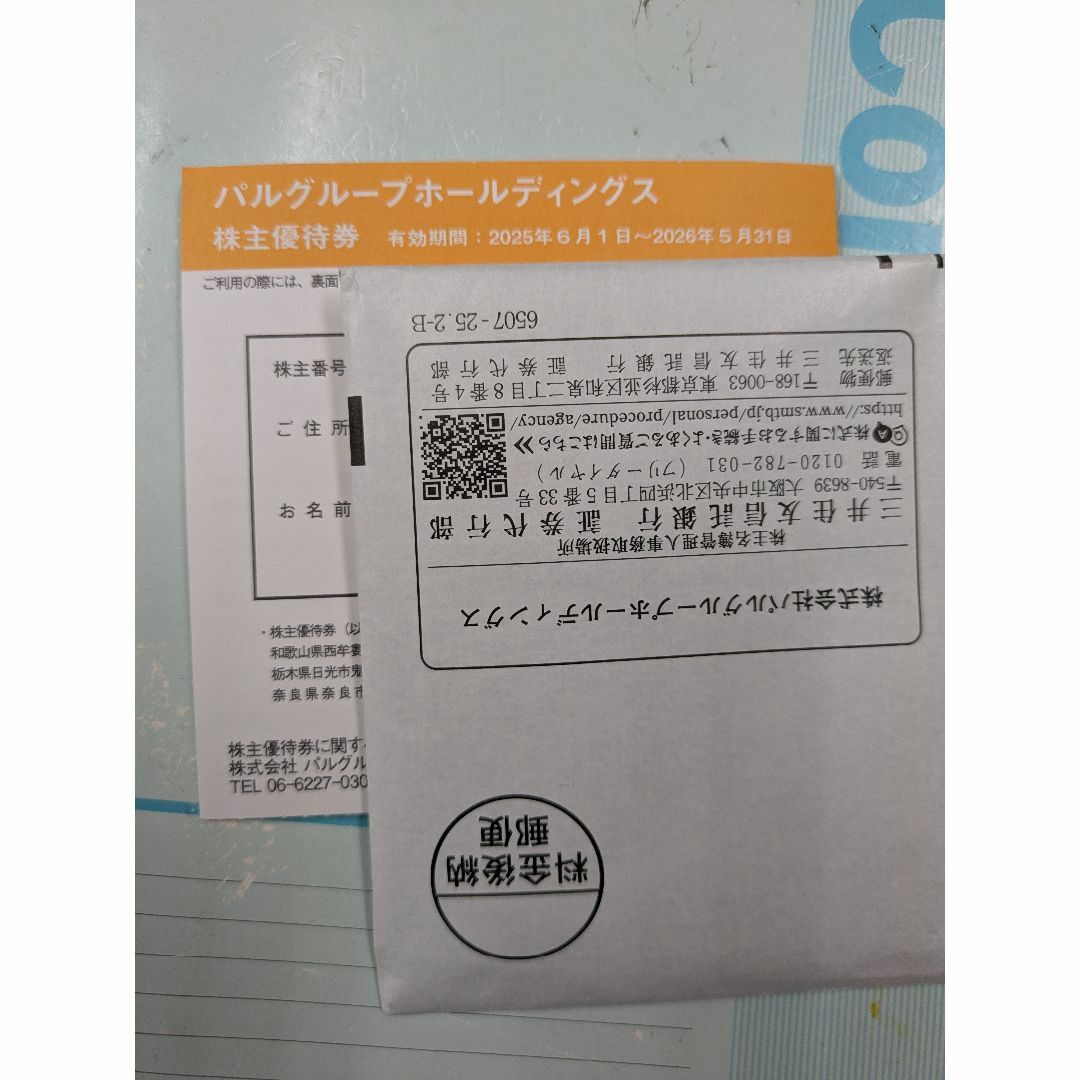 Col
パルグループホールディングス
株主優待券 有効期間：2025年6月1日～2026年5月31日
ご利用の際には、裏面
株主番号
ご住所
お名前
・株主優待券（以
和歌山県西牟婁
栃木県日光市鬼
奈良県奈良市
株主優待券に関す
株式会社 パルグル
TEL 06-6227-030
料金後納
郵便
株式会社パルグループホールディングス
株主名簿管理人事務取扱場所
三井住友信託銀行 証券代行部
〒540-8639 大阪市中央区北浜四丁目5番33号
電話 0120-782-031 （フリーダイヤル）
株式に関するお手続き・よくあるご質問はこちら
https://www.smtb.jp/personal/procedure/agency/
郵便物 〒168-0063 東京都杉並区和泉二丁目8番4号
返送先 三井住友信託銀行 証券代行部
6507-25.2-B